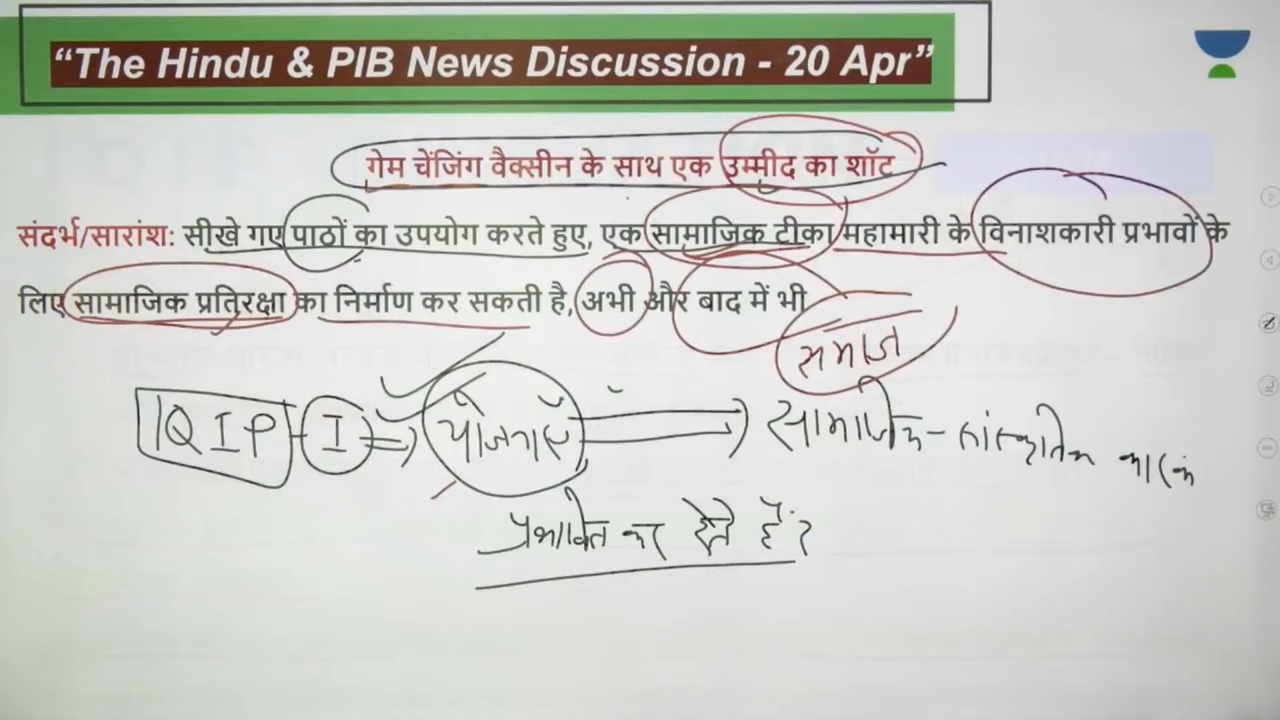 “The Hindu & PIB News Discussion - 20 Apr”
गेम चेंजिंग वैक्सीन के साथ एक उम्मीद का शॉट
संदर्भ/सारांश: सीखे गए पाठों का उपयोग करते हुए, एक सामाजिक टीका महामारी के विनाशकारी प्रभावों के
लिए सामाजिक प्रतिरक्षा का निर्माण कर सकती है, अभी और बाद में भी
समाज
IQIP - I योजनाएँ सामाजिक - सांस्कृतिक कारक
प्रभावित कर देते हैं?